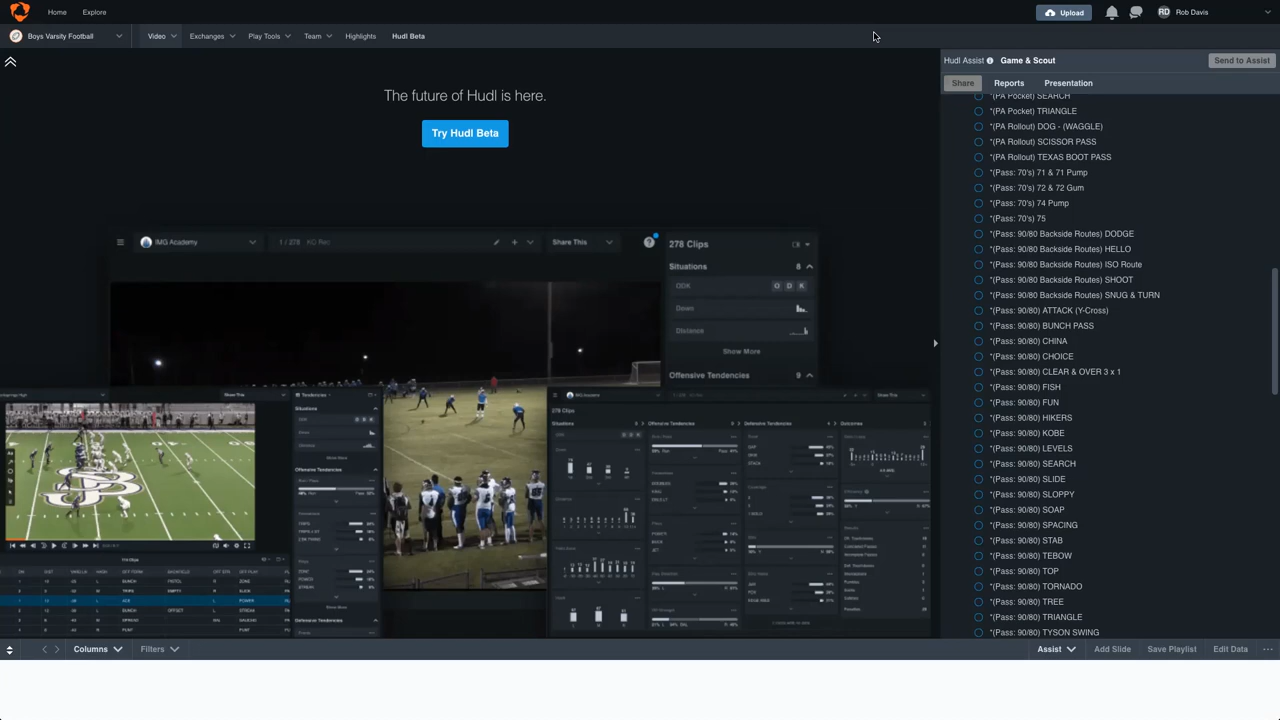 Home
Explore
Upload
RD
Rob Davis
Boys Varsity Football
Video
Exchanges
Play Tools
Team
Highlights
Hudl Beta
The future of Hudl is here.
Try Hudl Beta
IMG Academy
1 / 278
Share This
278 Clips
Situations
8
ODK
O D K
Down
Distance
Show More
Offensive Tendencies
9
Hudl Assist
Game & Scout
Send to Assist
Share
Reports
Presentation
*(PA Pocket) SEARCH
*(PA Pocket) TRIANGLE
*(PA Rollout) DOG - (WAGGLE)
*(PA Rollout) SCISSOR PASS
*(PA Rollout) TEXAS BOOT PASS
*(Pass: 70's) 71 & 71 Pump
*(Pass: 70's) 72 & 72 Gum
*(Pass: 70's) 74 Pump
*(Pass: 70's) 75
*(Pass: 90/80 Backside Routes) DODGE
*(Pass: 90/80 Backside Routes) HELLO
*(Pass: 90/80 Backside Routes) ISO Route
*(Pass: 90/80 Backside Routes) SHOOT
*(Pass: 90/80 Backside Routes) SNUG & TURN
*(Pass: 90/80) ATTACK (Y-Cross)
*(Pass: 90/80) BUNCH PASS
*(Pass: 90/80) CHINA
*(Pass: 90/80) CHOICE
*(Pass: 90/80) CLEAR & OVER 3 x 1
*(Pass: 90/80) FISH
*(Pass: 90/80) FUN
*(Pass: 90/80) HIKERS
*(Pass: 90/80) KOBE
*(Pass: 90/80) LEVELS
*(Pass: 90/80) SEARCH
*(Pass: 90/80) SLIDE
*(Pass: 90/80) SLOPPY
*(Pass: 90/80) SOAP
*(Pass: 90/80) SPACING
*(Pass: 90/80) STAB
*(Pass: 90/80) TEBOW
*(Pass: 90/80) TOP
*(Pass: 90/80) TORNADO
*(Pass: 90/80) TREE
*(Pass: 90/80) TRIANGLE
*(Pass: 90/80) TYSON SWING
Columns
Filters
Assist
Add Slide
Save Playlist
Edit Data